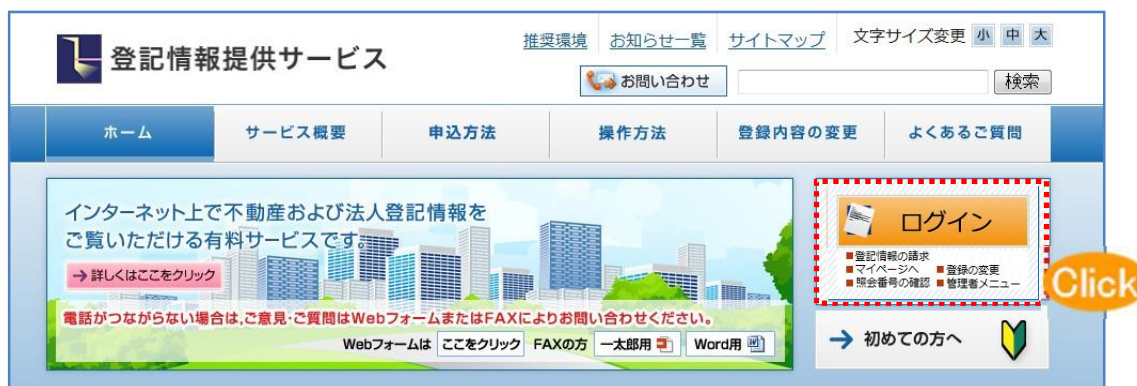 登記情報提供サービス
推奨環境 お知らせ一覧 サイトマップ 文字サイズ変更 小 中 大
お問い合わせ 検索
ホーム サービス概要 申込方法 操作方法 登録内容の変更 よくあるご質問
インターネット上で不動産および法人登記情報を
ご覧いただける有料サービスです。
→詳しくはここをクリック
電話がつながらない場合は,ご意見・ご質問はWebフォームまたはFAXによりお問い合わせください。
Webフォームは ここをクリック FAXの方 一太郎用 Word用
ログイン
■登記情報の請求
■マイページへ ■登録の変更
■照会番号の確認 ■管理者メニュー
Click
→ 初めての方へ